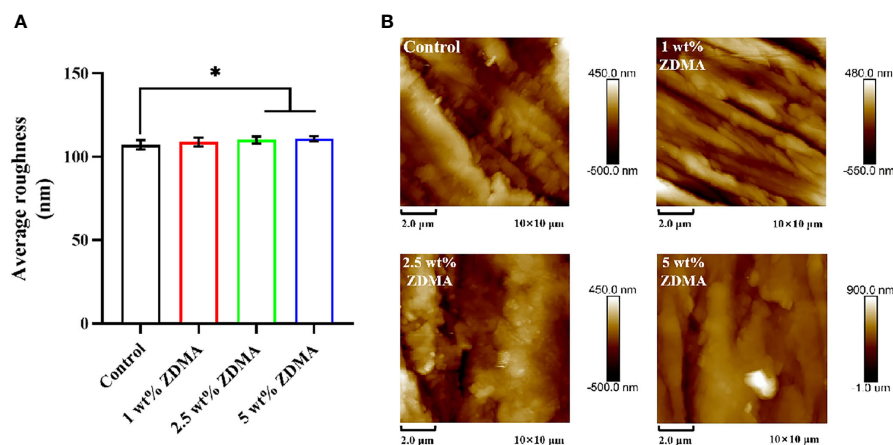 A
Average roughness
(nm)
150
100
50
0
*
Control
1 wt% ZDMA
2.5 wt% ZDMA
5 wt% ZDMA
B
Control
450.0 nm
-500.0 nm
2.0 μm
10×10 μm
1 wt%
ZDMA
480.0 nm
-550.0 nm
2.0 μm
10×10 μm
2.5 wt%
ZDMA
450.0 nm
-500.0 nm
2.0 μm
10×10 μm
5 wt%
ZDMA
900.0 nm
-1.0 um
2.0 μm
10×10 μm